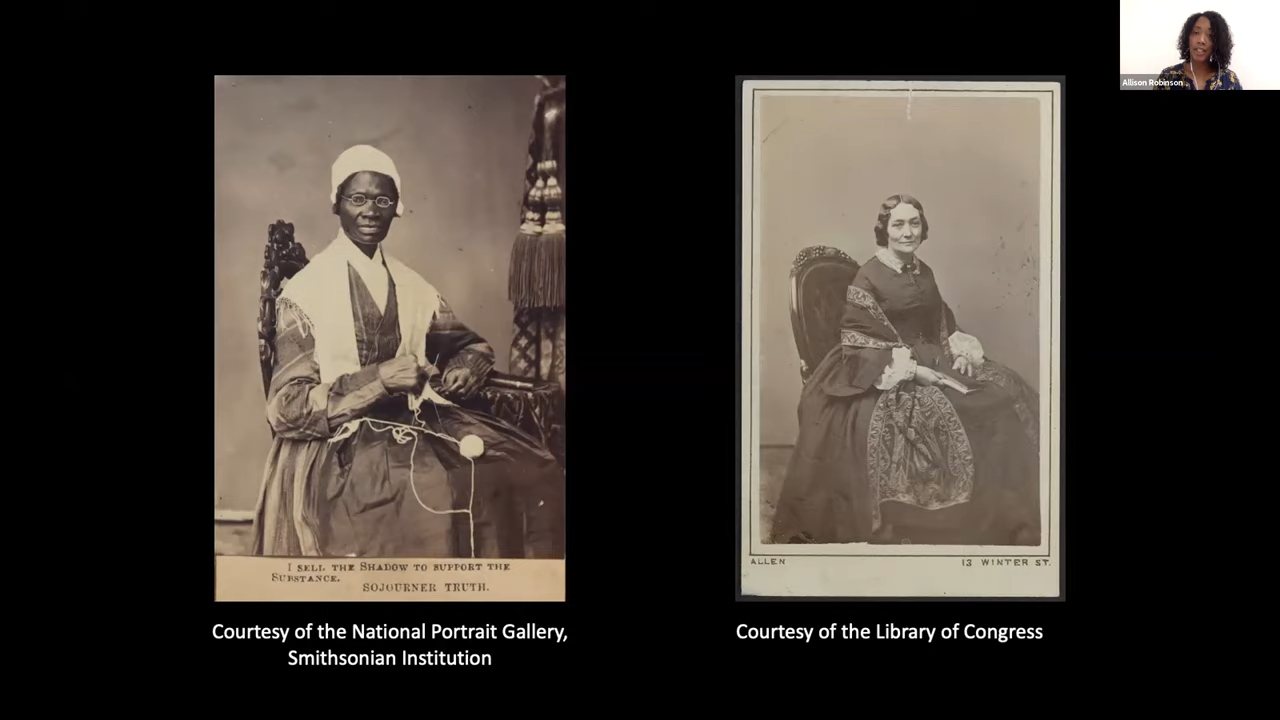 Allison Robinson
I SELL THE SHADOW TO SUPPORT THE
SUBSTANCE.
SOJOURNER TRUTH.
ALLEN
13 WINTER ST.
Courtesy of the National Portrait Gallery,
Smithsonian Institution
Courtesy of the Library of Congress